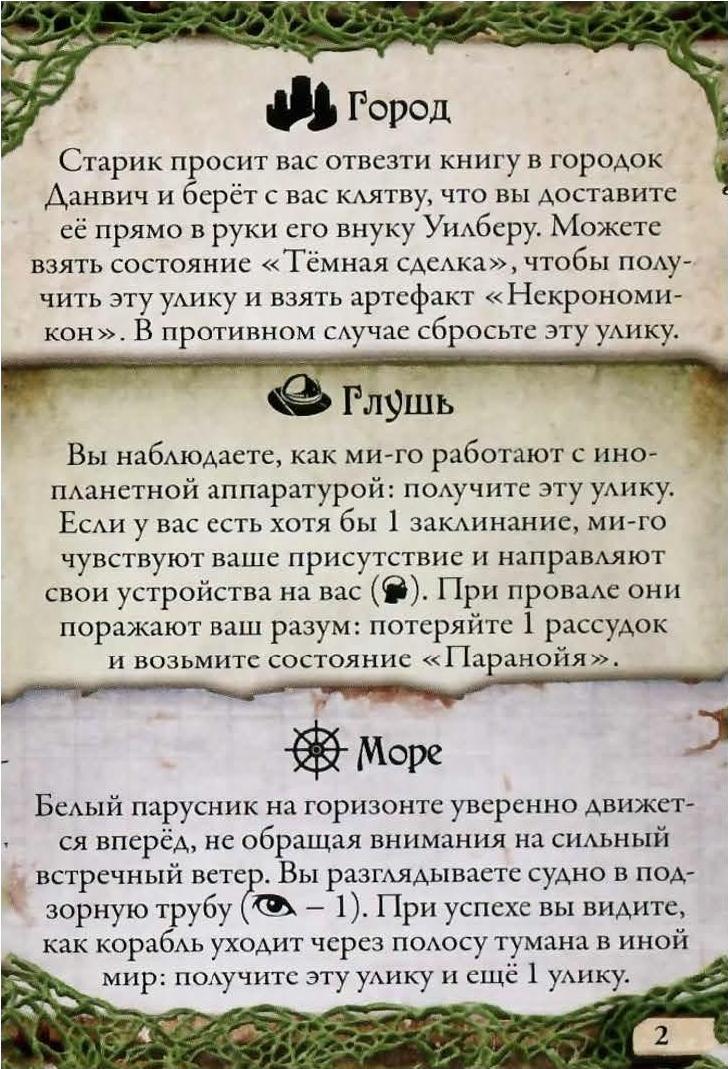 Город
Старик просит вас отвезти книгу в городок
Данвич и берёт с вас клятву, что вы доставите
её прямо в руки его внуку Уилберу. Можете
взять состояние «Тёмная сделка», чтобы полу-
чить эту улику и взять артефакт «Некрономи-
кон». В противном случае сбросьте эту улику.
Глушь
Вы наблюдаете, как ми-го работают с ино-
планетной аппаратурой: получите эту улику.
Если у вас есть хотя бы 1 заклинание, ми-го
чувствуют ваше присутствие и направляют
свои устройства на вас (). При провале они
поражают ваш разум: потеряйте 1 рассудок
и возьмите состояние «Паранойя».
Море
Белый парусник на горизонте уверенно движет-
ся вперёд, не обращая внимания на сильный
встречный ветер. Вы разглядываете судно в под-
зорную трубу ( – 1). При успехе вы видите,
как корабль уходит через полосу тумана в иной
мир: получите эту улику и ещё 1 улику.
2